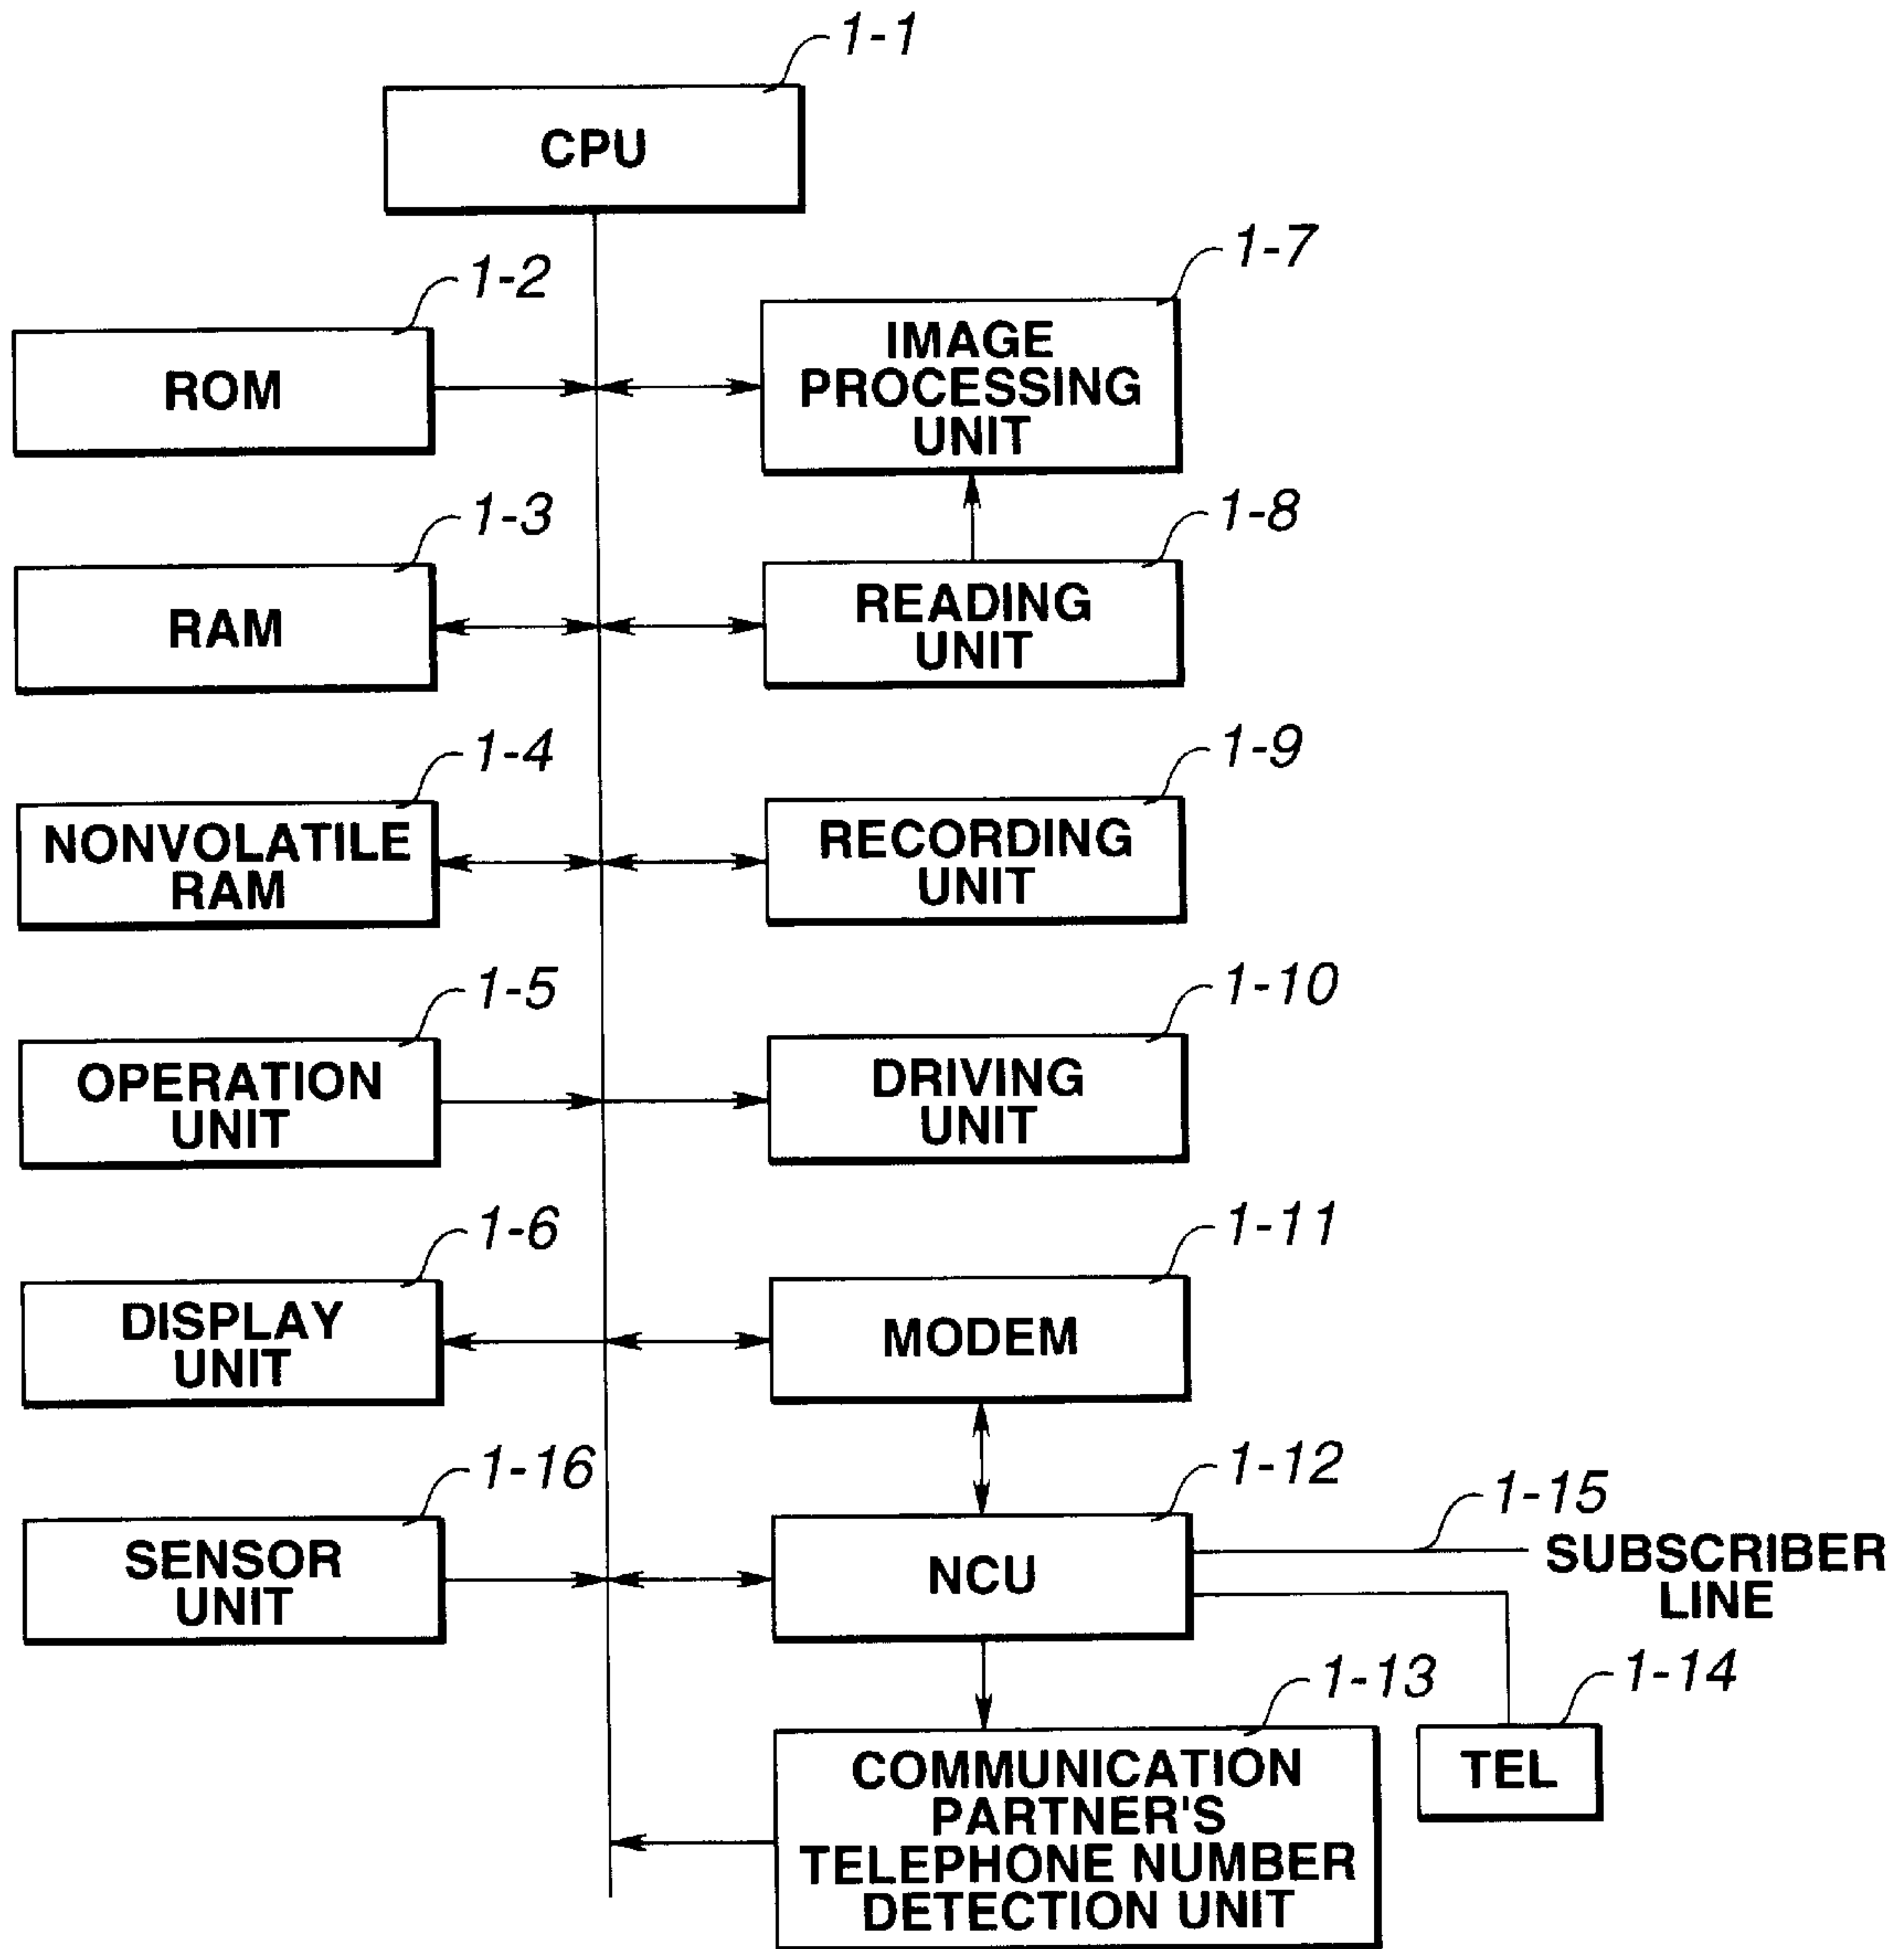 1-1
CPU
1-2
ROM
1-7
IMAGE
PROCESSING
UNIT
1-3
RAM
1-8
READING
UNIT
1-4
NONVOLATILE
RAM
1-9
RECORDING
UNIT
1-5
OPERATION
UNIT
1-10
DRIVING
UNIT
1-6
DISPLAY
UNIT
1-11
MODEM
1-16
SENSOR
UNIT
1-12
NCU
1-15
SUBSCRIBER
LINE
1-13
COMMUNICATION
PARTNER'S
TELEPHONE NUMBER
DETECTION UNIT
1-14
TEL